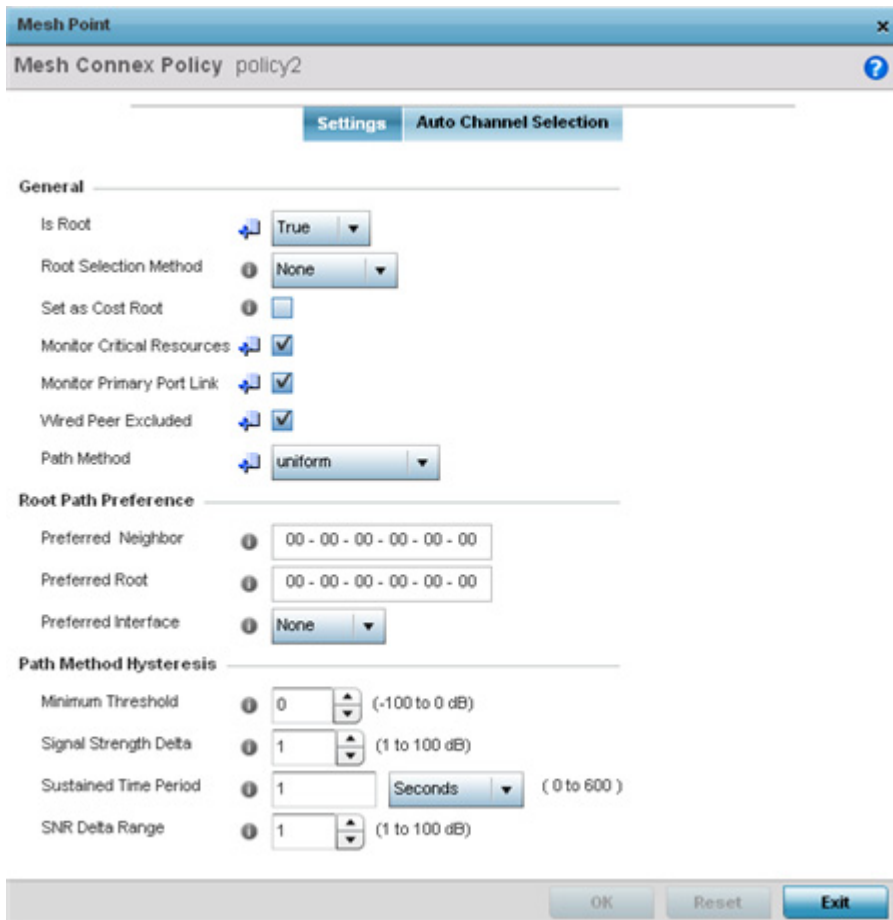 Mesh Point
Mesh Connex Policy policy2
Settings Auto Channel Selection
General
Is Root True
Root Selection Method None
Set as Cost Root
Monitor Critical Resources
Monitor Primary Port Link
Wired Peer Excluded
Path Method uniform
Root Path Preference
Preferred Neighbor 00 - 00 - 00 - 00 - 00 - 00
Preferred Root 00 - 00 - 00 - 00 - 00 - 00
Preferred Interface None
Path Method Hysteresis
Minimum Threshold 0 (-100 to 0 dB)
Signal Strength Delta 1 (1 to 100 dB)
Sustained Time Period 1 Seconds ( 0 to 600 )
SNR Delta Range 1 (1 to 100 dB)
OK Reset Exit